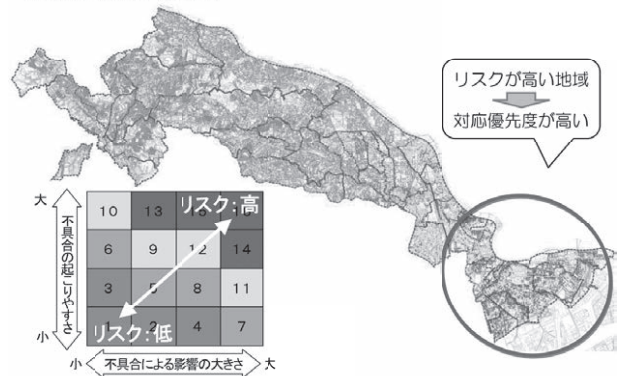 リスクが高い地域
対応優先度が高い
大
不具合の起こりやすさ
小
10 13
リスク:高
6 9 12 14
3 8 11
リスク:低
4 7
小
不具合による影響の大きさ
大